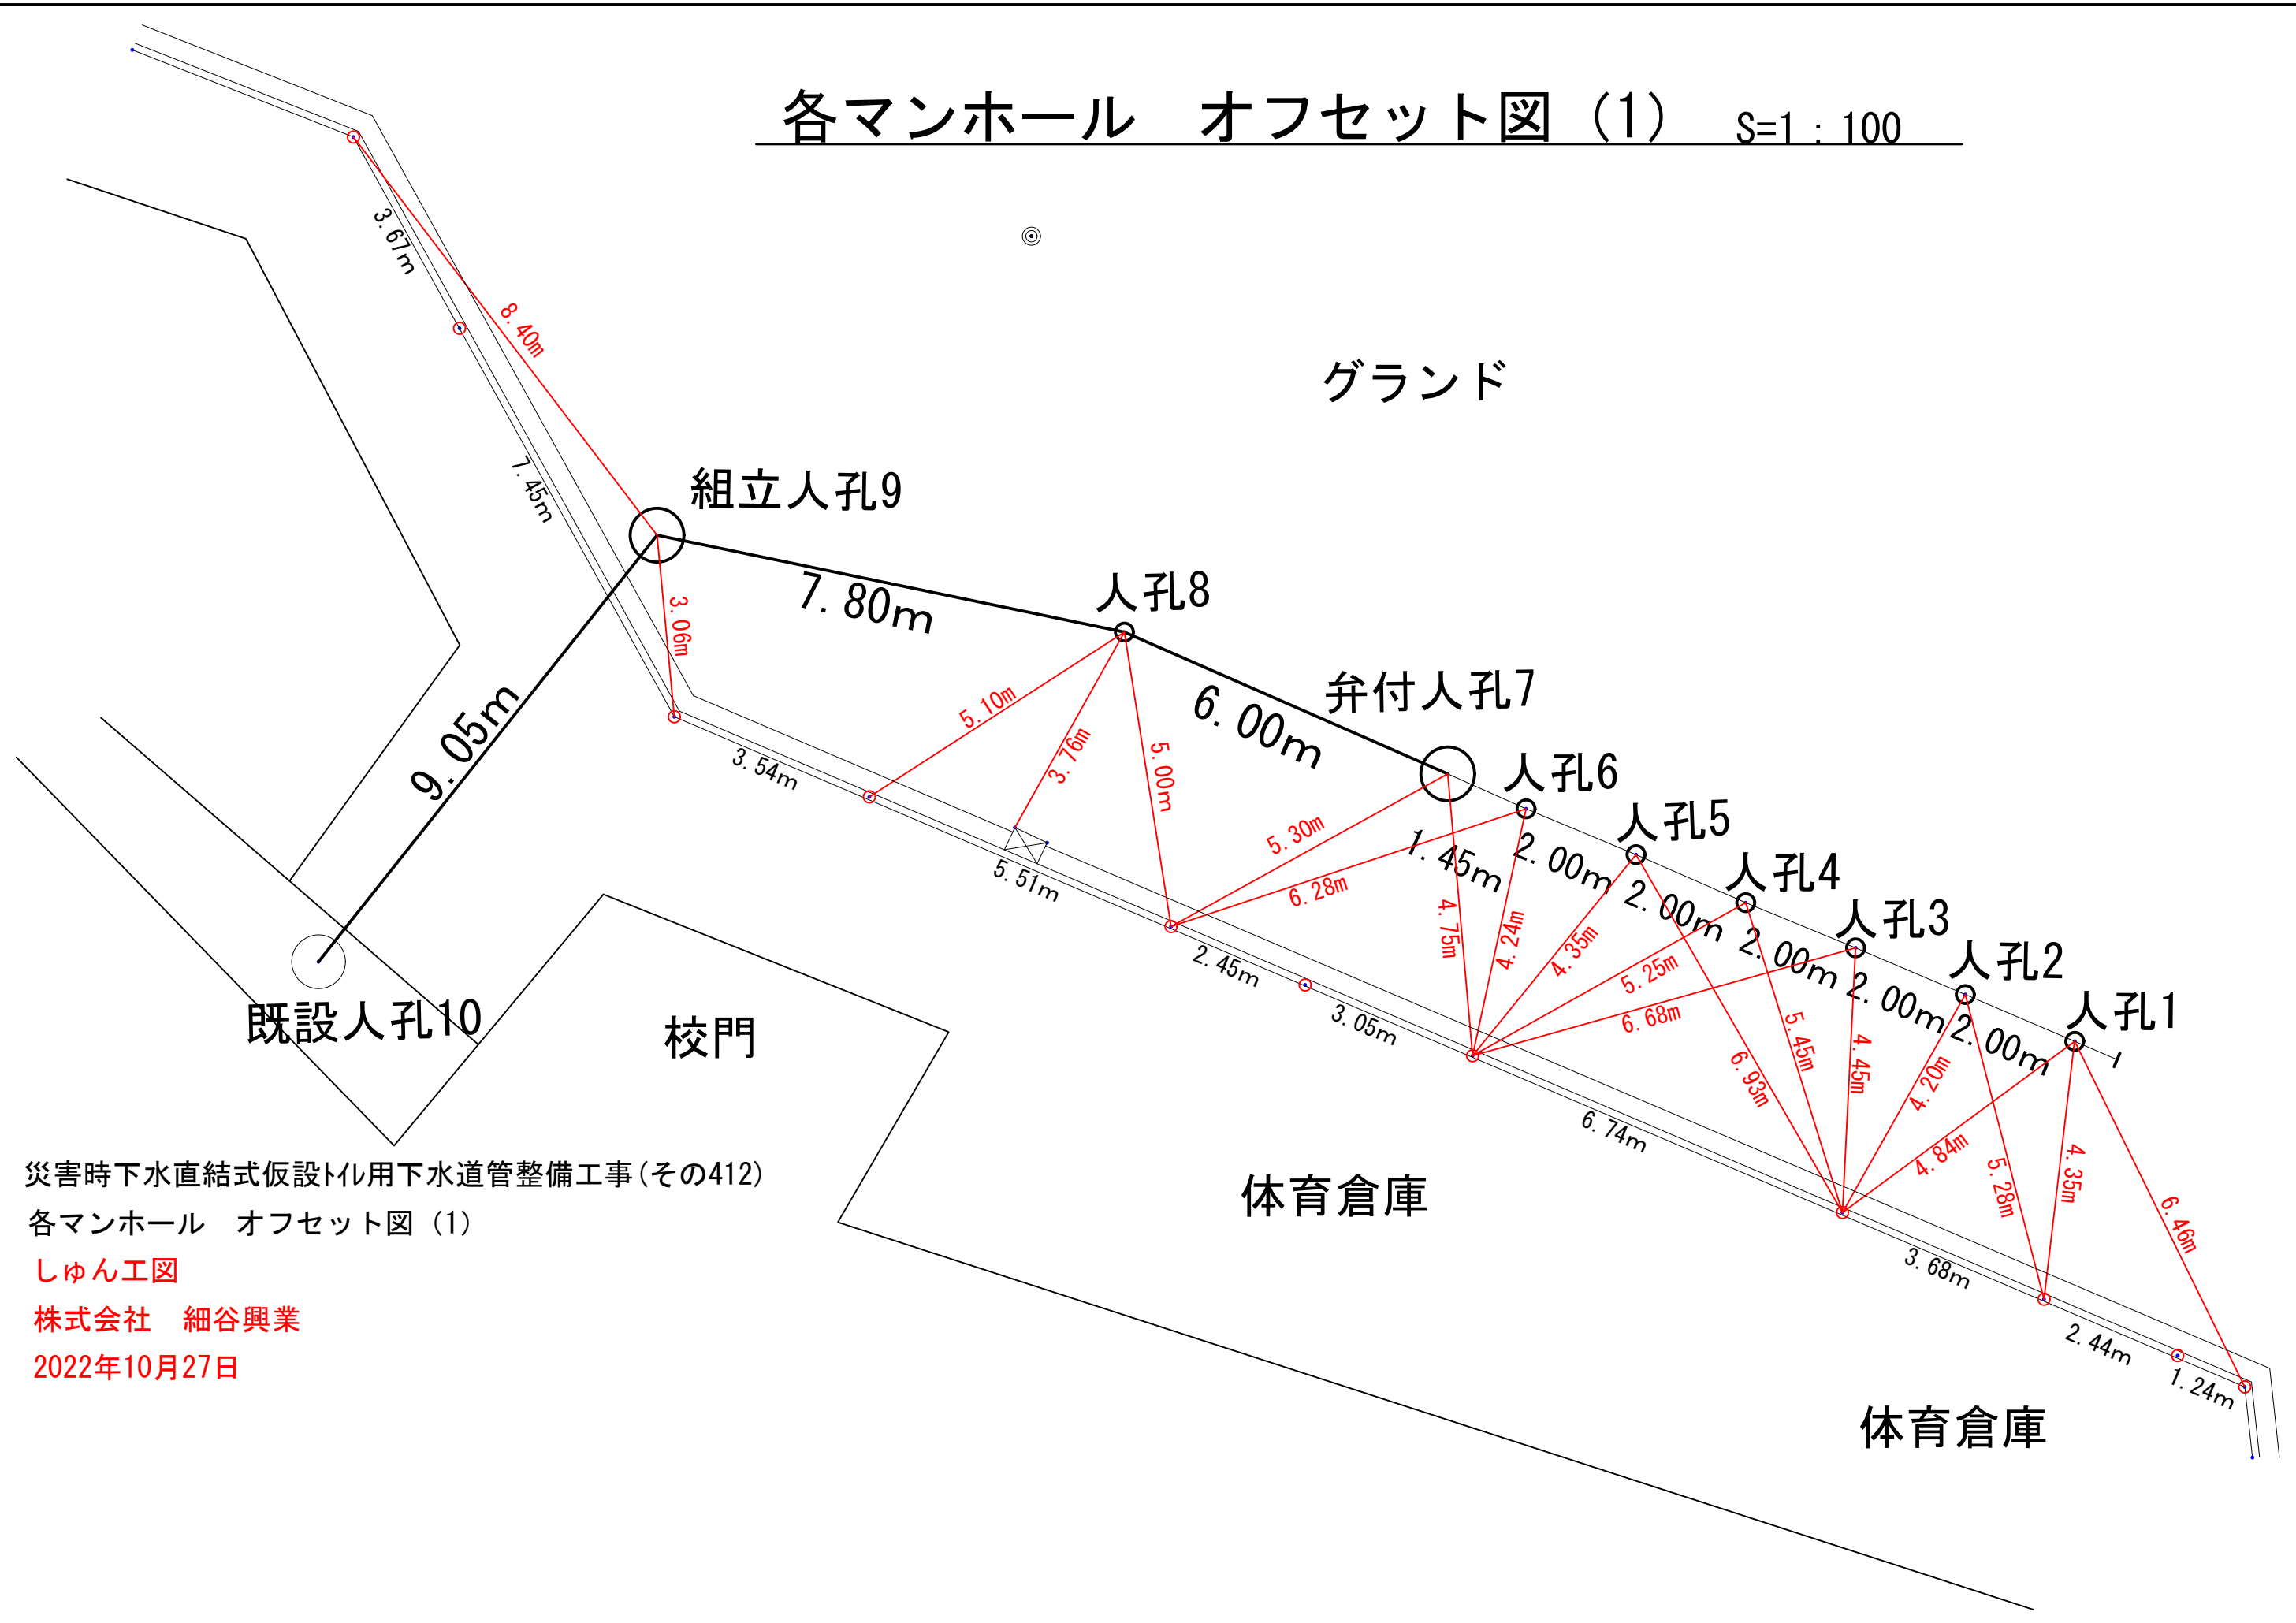 各マンホール　オフセット図（1）　S=1：100
グランド
3.67m
8.40m
7.45m
組立人孔9
3.06m
7.80m
人孔8
9.05m
5.10m
3.76m
5.00m
6.00m
弁付人孔7
3.54m
5.51m
5.30m
6.28m
人孔6
1.45m
4.75m
4.24m
2.00m
人孔5
4.35m
2.00m
人孔4
5.25m
2.00m
人孔3
6.68m
2.00m
人孔2
2.00m
人孔1
2.45m
3.05m
6.93m
5.45m
4.45m
4.20m
4.84m
5.28m
4.35m
6.46m
6.74m
3.68m
2.44m
1.24m
既設人孔10
校門
体育倉庫
体育倉庫
災害時下水直結式仮設ﾄｲﾚ用下水道管整備工事(その412)
各マンホール　オフセット図（1）
しゅん工図
株式会社　細谷興業
2022年10月27日